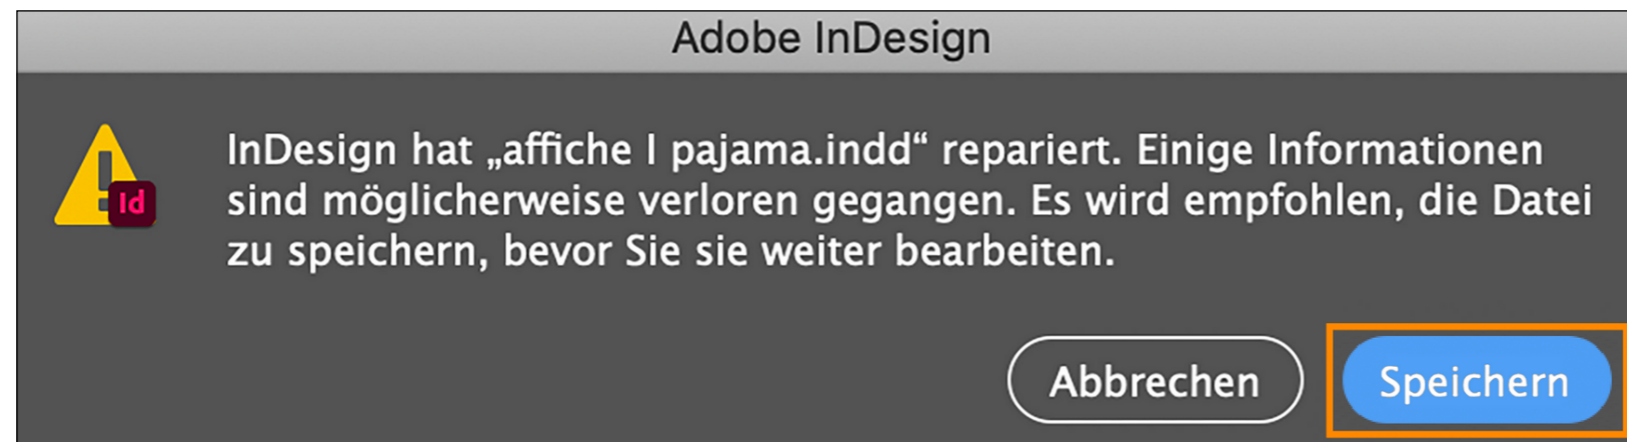 Adobe InDesign
InDesign hat „affiche I pajama.indd“ repariert. Einige Informationen
sind möglicherweise verloren gegangen. Es wird empfohlen, die Datei
zu speichern, bevor Sie sie weiter bearbeiten.
Id
Abbrechen
Speichern